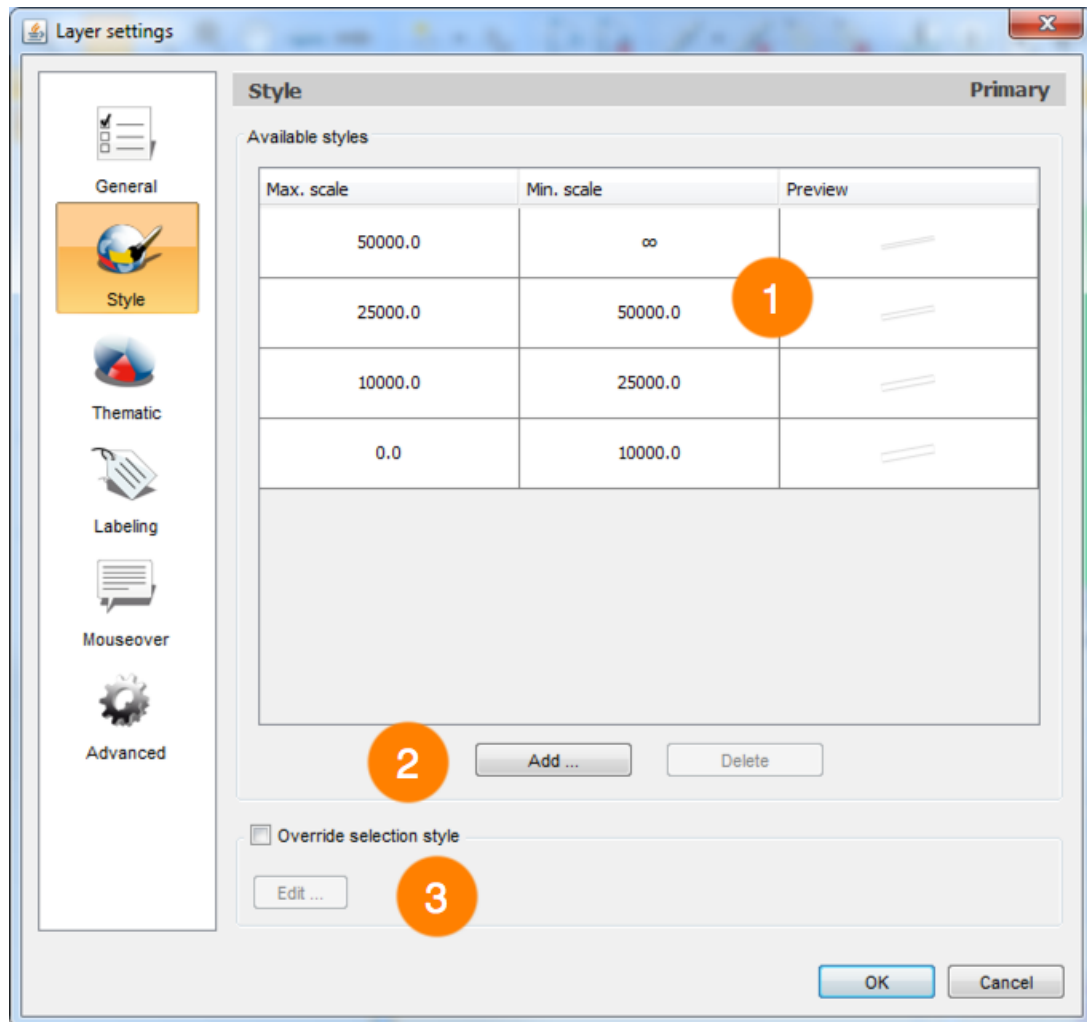 Layer settings
Style Primary
General
Style
Thematic
Labeling
Mouseover
Advanced
Available styles
Max. scale Min. scale Preview
50000.0 ∞
1
25000.0 50000.0
10000.0 25000.0
0.0 10000.0
2 Add ... Delete
Override selection style
Edit ... 3
OK Cancel